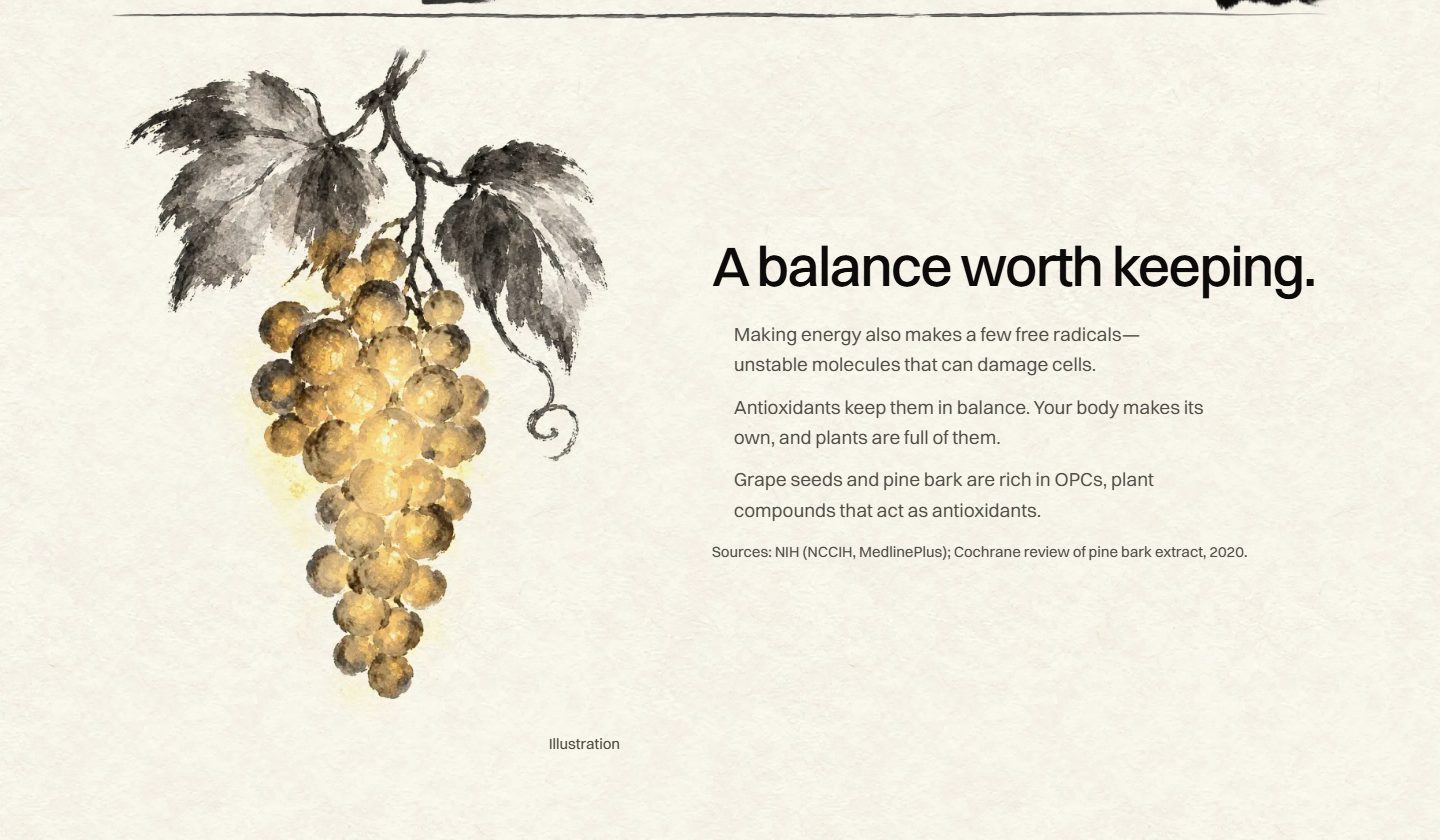 A balance worth keeping.
Making energy also makes a few free radicals—
unstable molecules that can damage cells.
Antioxidants keep them in balance. Your body makes its
own, and plants are full of them.
Grape seeds and pine bark are rich in OPCs, plant
compounds that act as antioxidants.
Sources: NIH (NCCIH, MedlinePlus); Cochrane review of pine bark extract, 2020.
Illustration